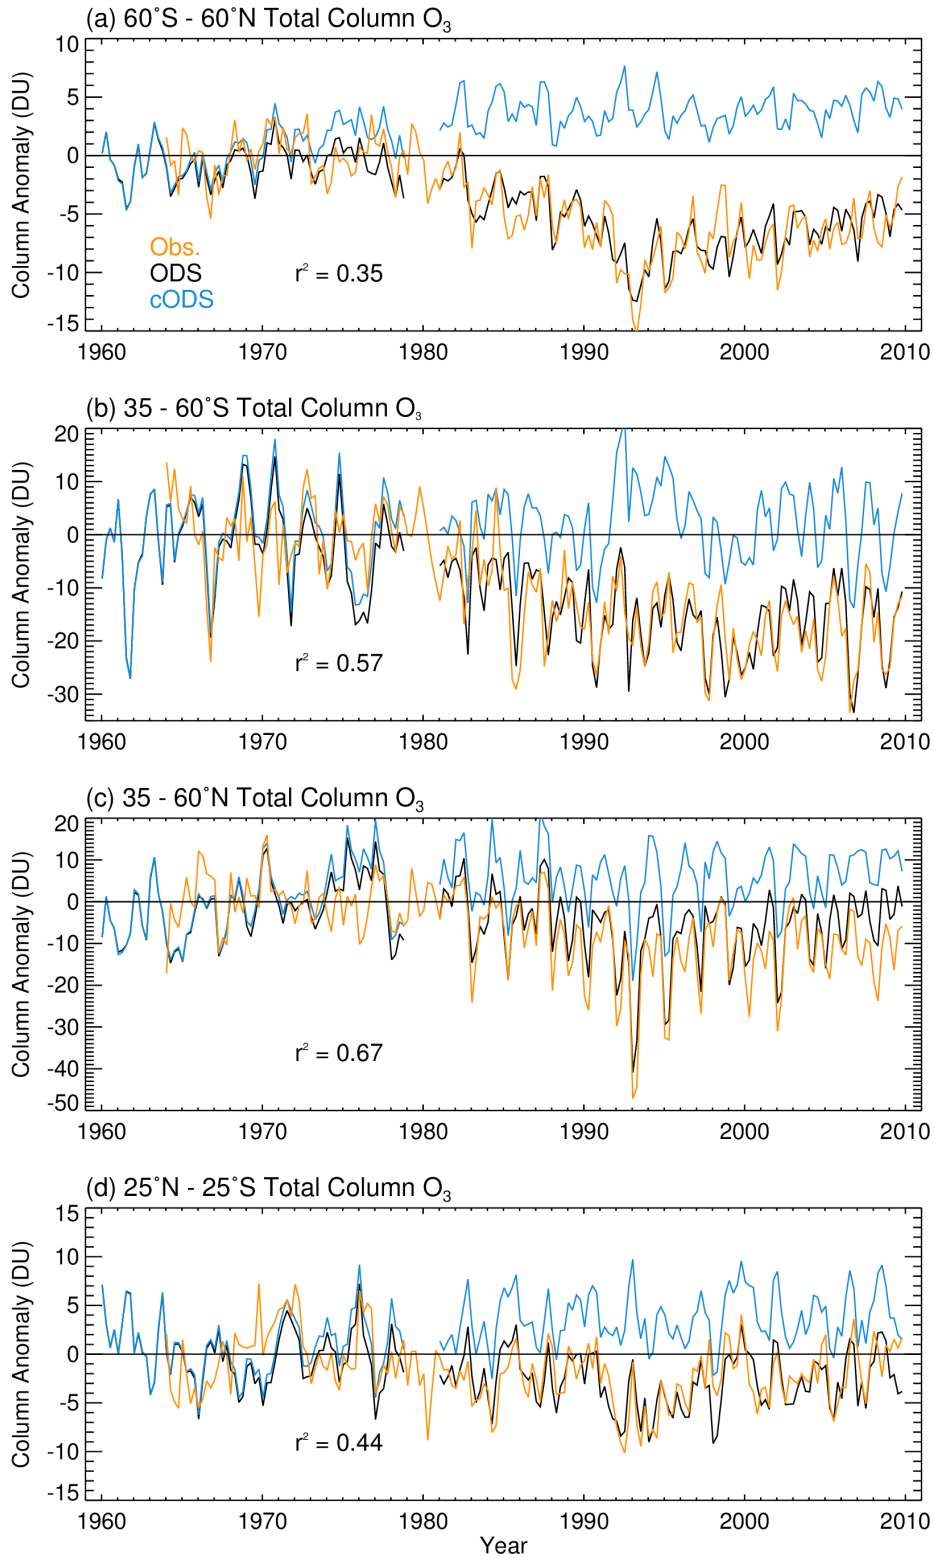 (a) 60˚S - 60˚N Total Column O₃
Column Anomaly (DU)
10
5
0
-5
-10
-15
Obs.
ODS
cODS
r² = 0.35
1960 1970 1980 1990 2000 2010
(b) 35 - 60˚S Total Column O₃
Column Anomaly (DU)
20
10
0
-10
-20
-30
r² = 0.57
1960 1970 1980 1990 2000 2010
(c) 35 - 60˚N Total Column O₃
Column Anomaly (DU)
20
10
0
-10
-20
-30
-40
-50
r² = 0.67
1960 1970 1980 1990 2000 2010
(d) 25˚N - 25˚S Total Column O₃
Column Anomaly (DU)
15
10
5
0
-5
-10
-15
r² = 0.44
1960 1970 1980 1990 2000 2010
Year